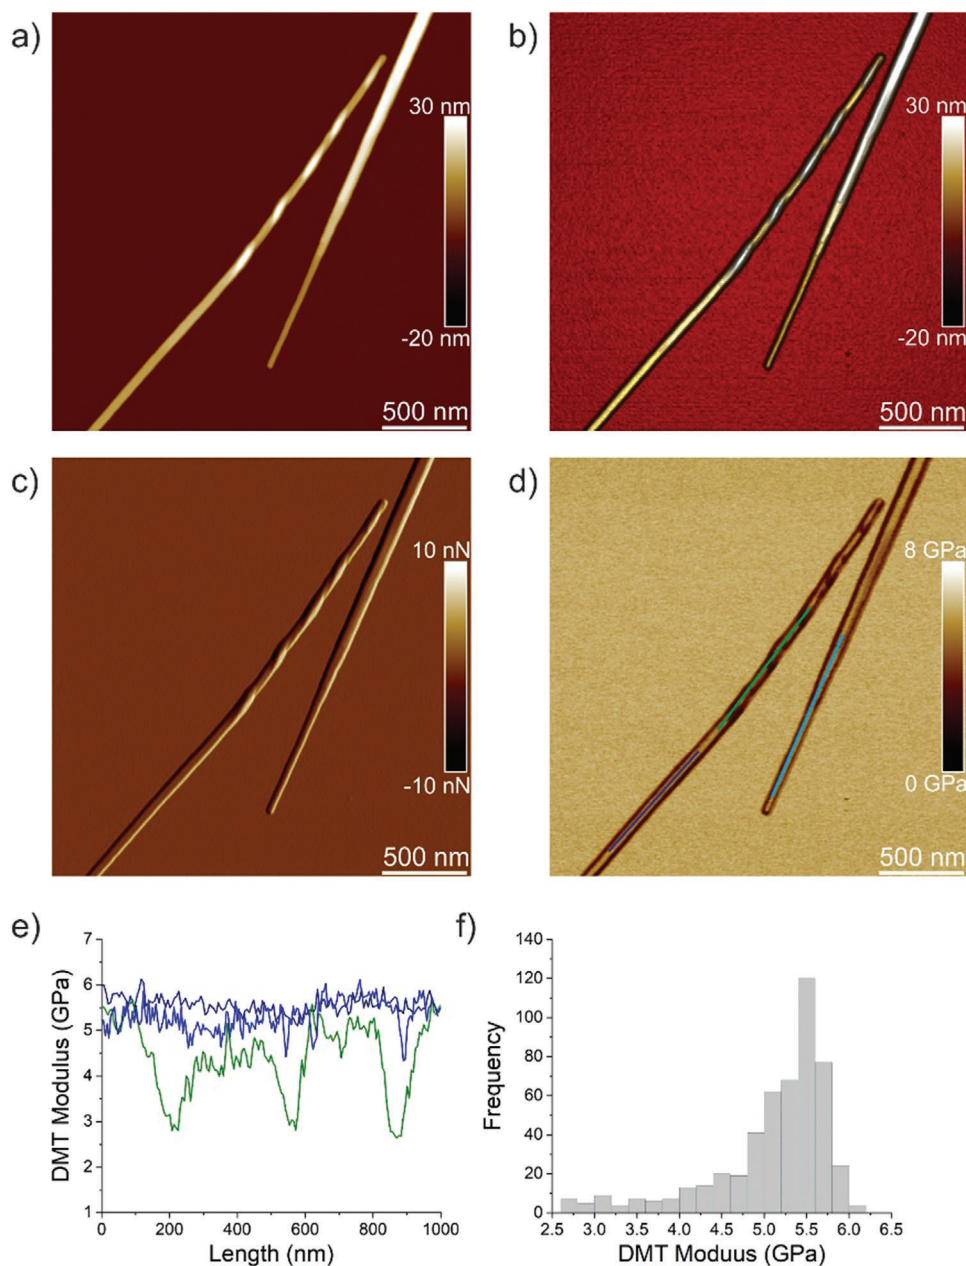 a)
30 nm
-20 nm
500 nm
b)
30 nm
-20 nm
500 nm
c)
10 nN
-10 nN
500 nm
d)
8 GPa
0 GPa
500 nm
e)
DMT Modulus (GPa)
7
6
5
4
3
2
1
0 200 400 600 800 1000
Length (nm)
f)
Frequency
140
120
100
80
60
40
20
0
2.5 3.0 3.5 4.0 4.5 5.0 5.5 6.0 6.5
DMT Moduus (GPa)